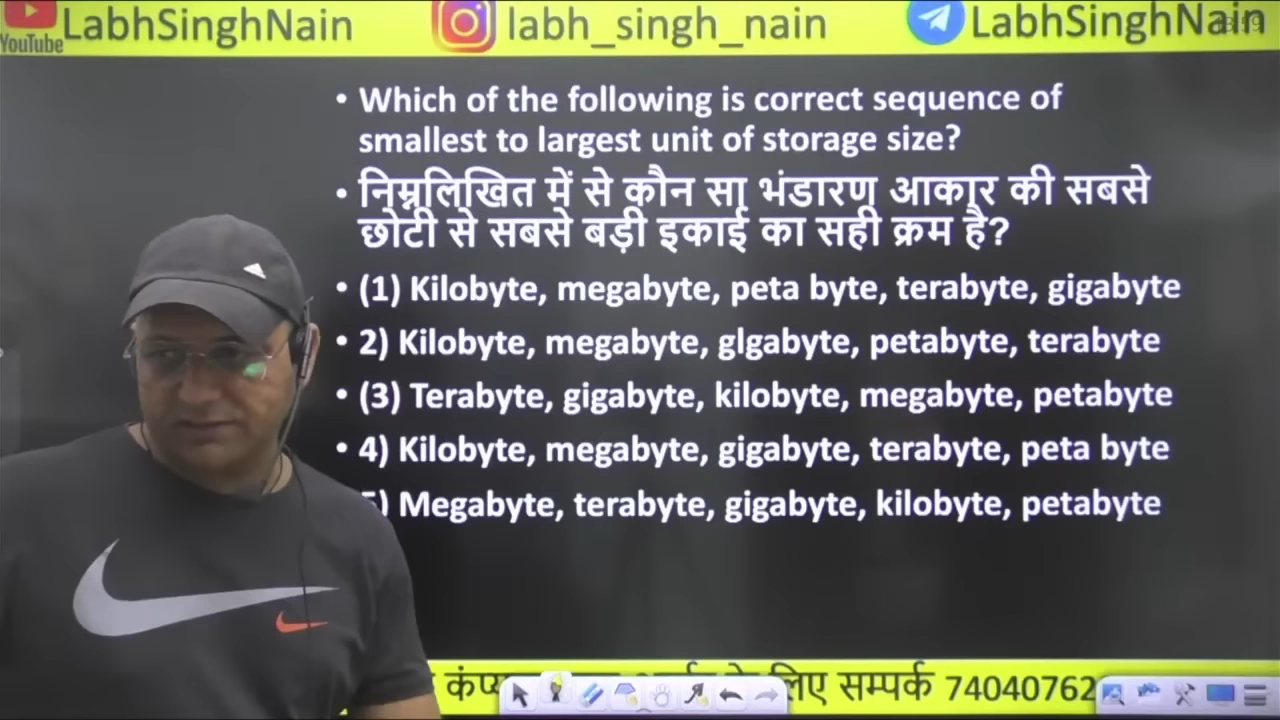 YouTube LabhSinghNain labh_singh_nain LabhSinghNain
• Which of the following is correct sequence of
smallest to largest unit of storage size?
• निम्नलिखित में से कौन सा भंडारण आकार की सबसे
छोटी से सबसे बड़ी इकाई का सही क्रम है?
• (1) Kilobyte, megabyte, peta byte, terabyte, gigabyte
• 2) Kilobyte, megabyte, glgabyte, petabyte, terabyte
• (3) Terabyte, gigabyte, kilobyte, megabyte, petabyte
• 4) Kilobyte, megabyte, gigabyte, terabyte, peta byte
5) Megabyte, terabyte, gigabyte, kilobyte, petabyte
लिए सम्पर्क 74040762